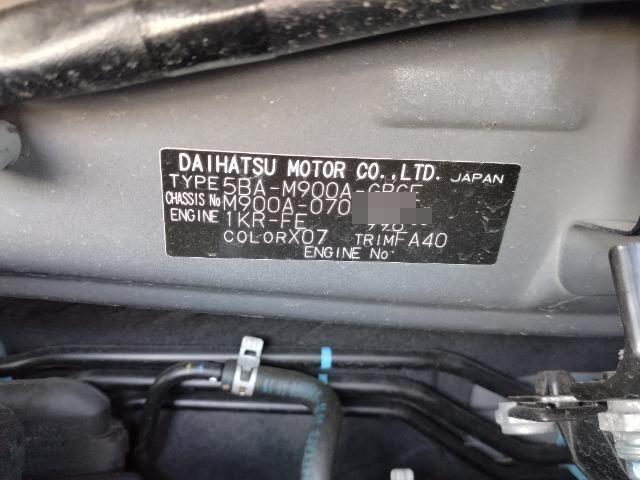 DAIHATSU MOTOR CO.,LTD. JAPAN
TYPE 5BA-M900A-GBGF
CHASSIS No M900A-070
ENGINE 1KR-FE
COLOR X07 TRIM FA40
ENGINE No